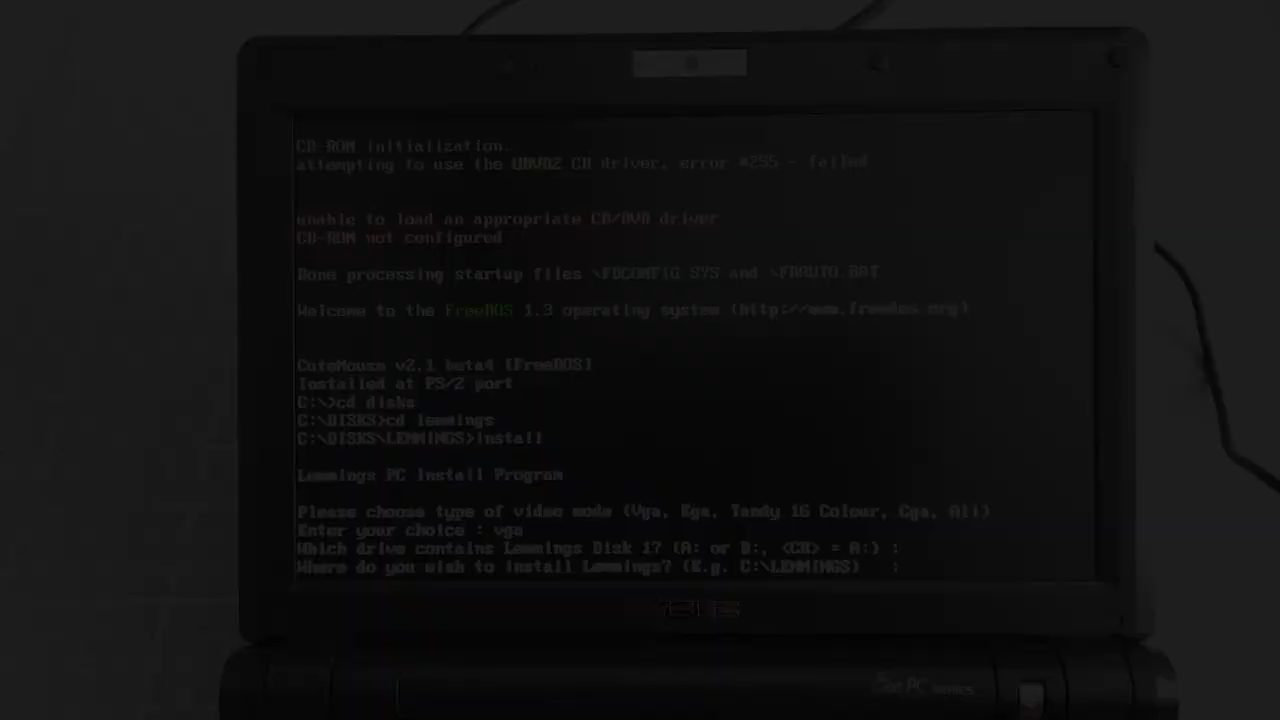 CD-ROM initialization.
attempting to use the UDVD2 CD driver, error #255 - failed
unable to load an appropriate CD/DVD driver
CD-ROM not configured
Done processing startup files \FDCONFIG.SYS and \FDAUTO.BAT
Welcome to the FreeDOS 1.3 operating system (http://www.freedos.org)
CuteMouse v2.1 beta4 [FreeDOS]
Installed at PS/2 port
C:\>cd disks
C:\DISKS>cd lemmings
C:\DISKS\LEMMINGS>install
Lemmings PC Install Program
Please choose type of video mode (Vga, Ega, Tandy 16 Colour, Cga, All)
Enter your choice : vga
Which drive contains Lemmings Disk 1? (A: or B:, <CR> = A:) :
Where do you wish to install Lemmings? (E.g. C:\LEMMINGS) :
Eee PC SERIES